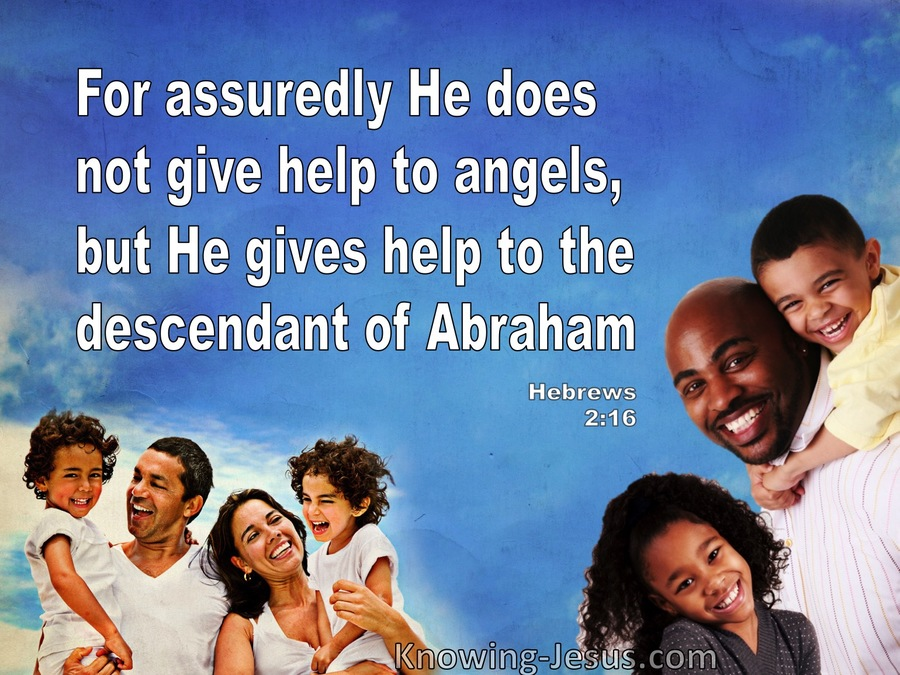 For assuredly He does
not give help to angels,
but He gives help to the
descendant of Abraham
Hebrews
2:16
Knowing-Jesus.com